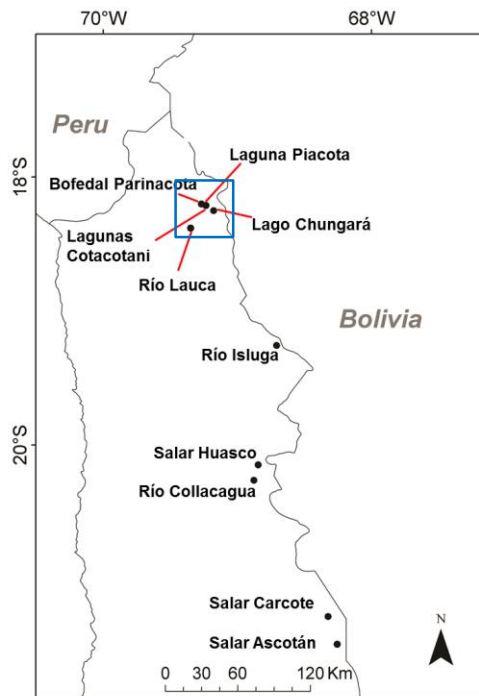 70°W 68°W
Peru
Laguna Piacota
18°S
Bofedal Parinacota
Lago Chungará
Lagunas
Cotacotani
Río Lauca
Bolivia
Río Isluga
20°S
Salar Huasco
Río Collacagua
Salar Carcote
N
Salar Ascotán
0 30 60 120 Km